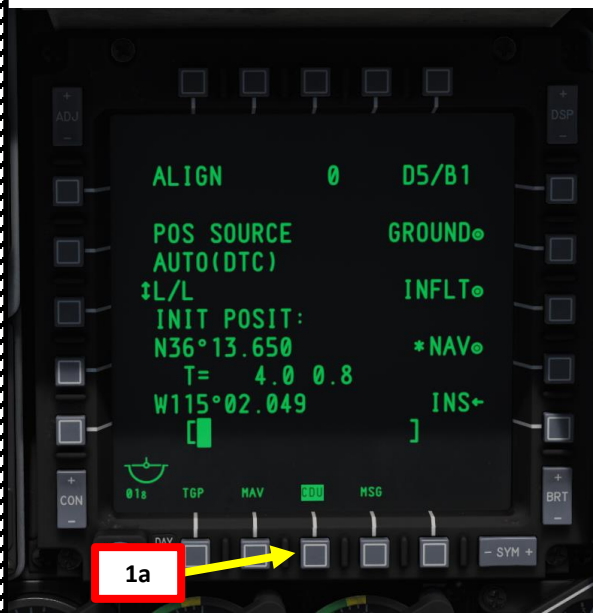 +
ADJ
-
+
DSP
-
ALIGN 0 D5/B1
POS SOURCE GROUND◎
AUTO(DTC)
↕L/L INFLT◎
INIT POSIT:
N36°13.650 *NAV◎
T= 4.0 0.8
W115°02.049 INS←
[ ]
018 TGP MAV CDU MSG
+
CON
-
+
BRT
-
DAY
- SYM +
1a